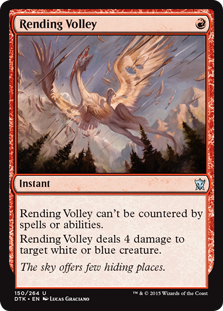 Rending Volley
Instant
Rending Volley can't be countered by
spells or abilities.
Rending Volley deals 4 damage to
target white or blue creature.
The sky offers few hiding places.
150/264 U
DTK • EN LUCAS GRACIANO
™ & © 2015 Wizards of the Coast